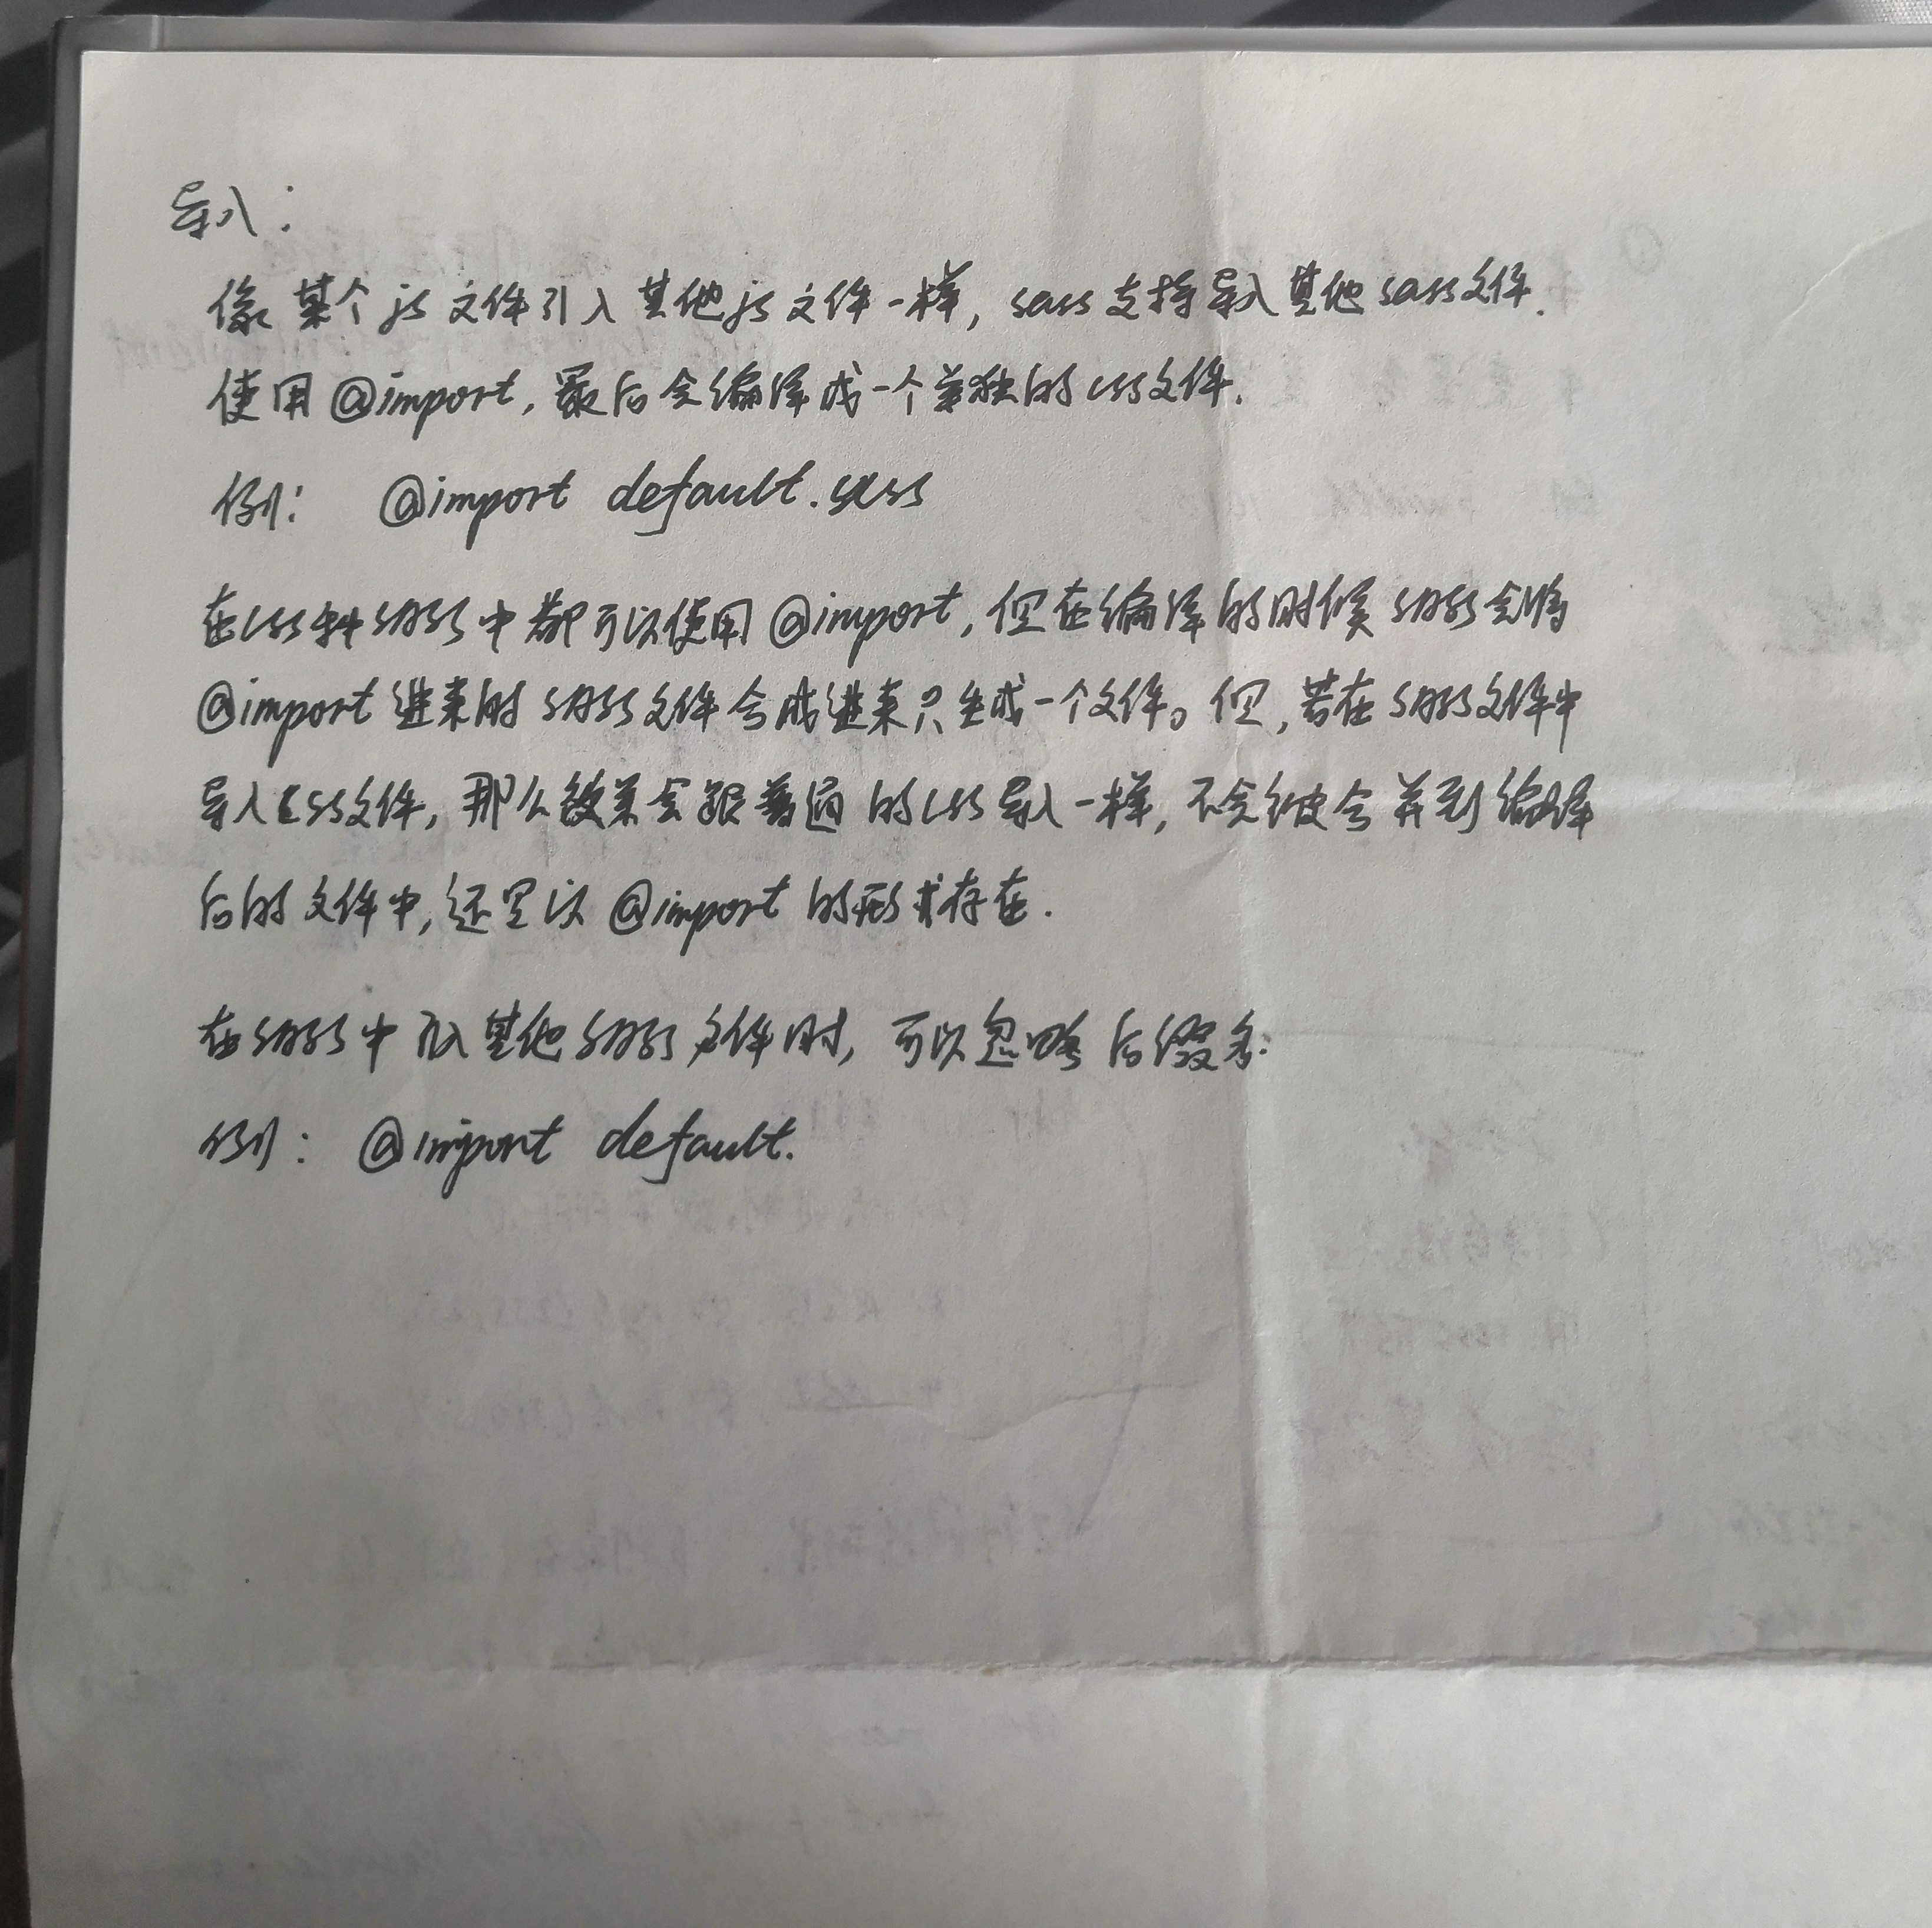 导入：
像某个js文件引入其他js文件一样，sass支持导入其他sass文件.
使用@import，最后会编译成一个单独的css文件.
例： @import default.scss
在css和sass中都可以使用@import，但在编译的时候sass会将
@import进来的sass文件合成进来只生成一个文件。但，若在sass文件中
导入css文件，那么效果会跟普通的css导入一样，不会被合并到编译
后的文件中，还是以@import的形式存在.
在sass中引入其他sass文件时，可以忽略后缀名.
例： @import default.